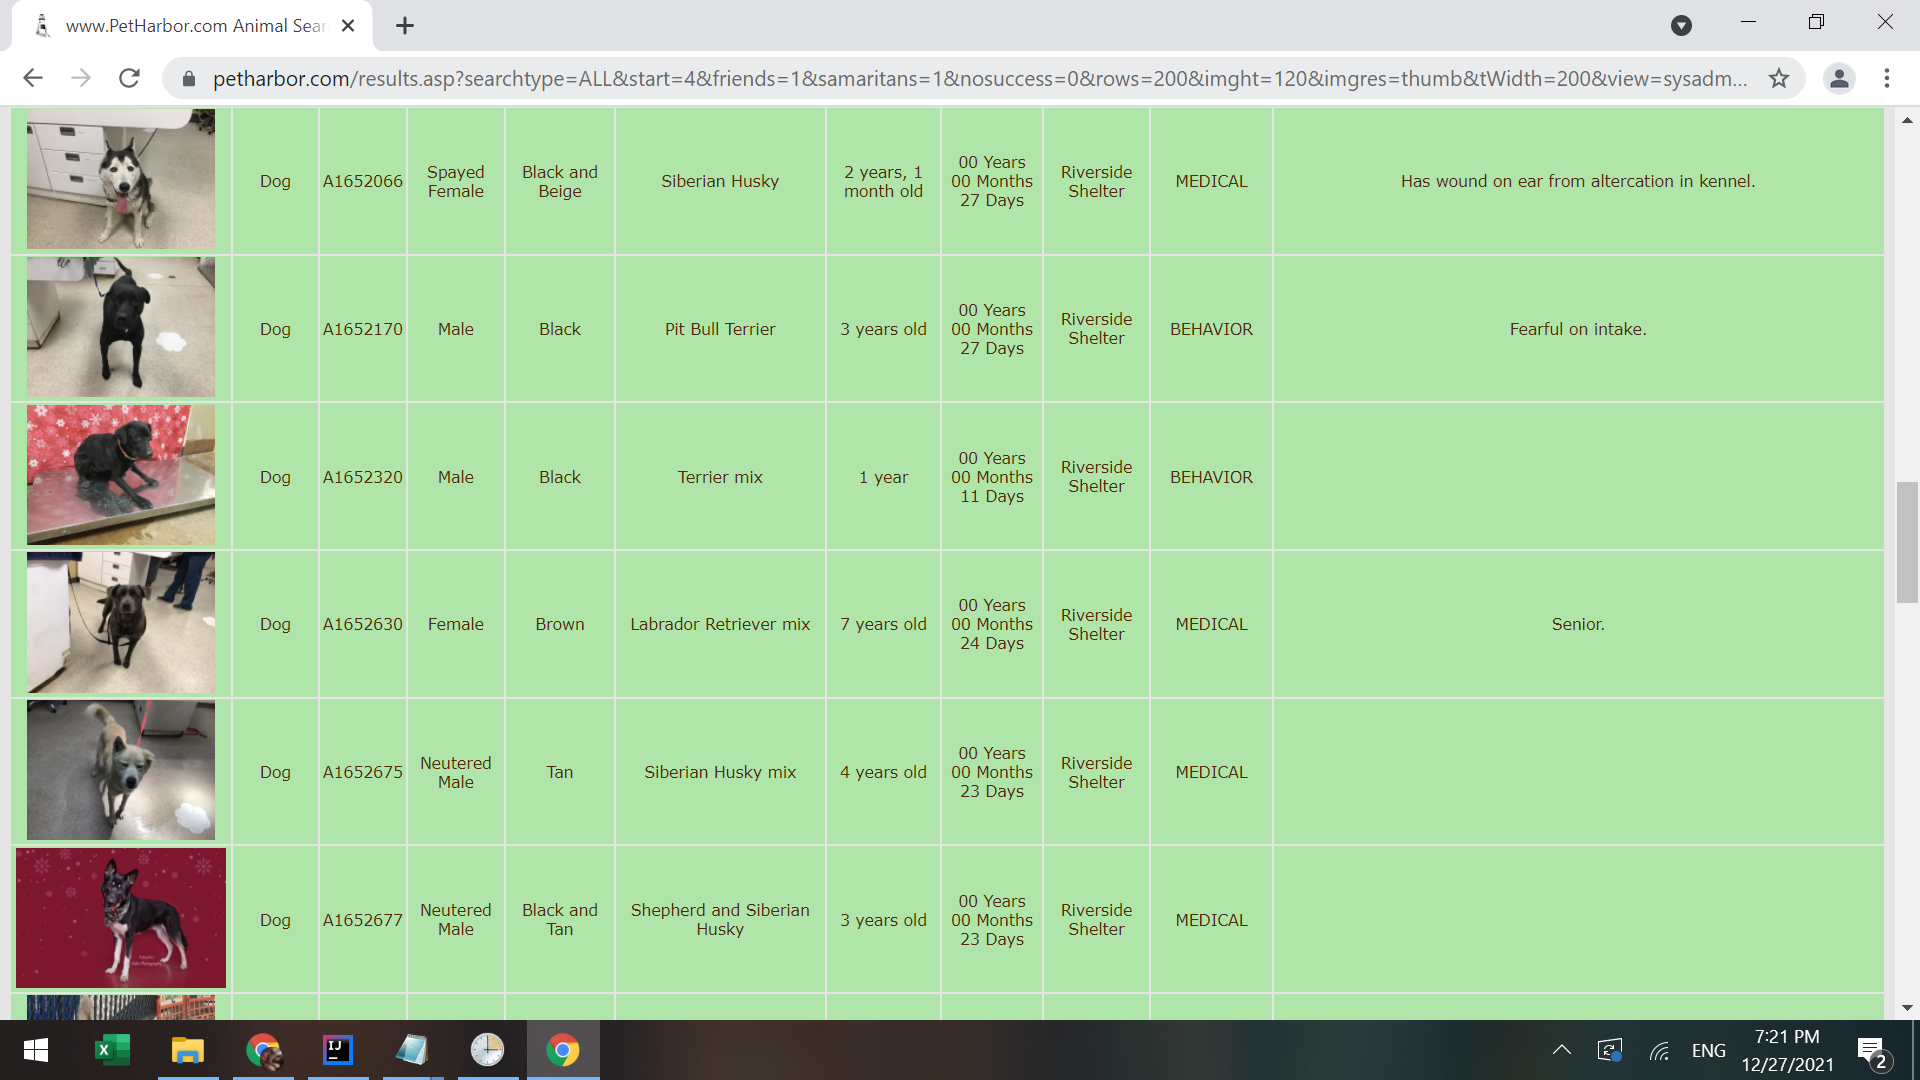 www.PetHarbor.com Animal Sear
petharbor.com/results.asp?searchtype=ALL&start=4&friends=1&samaritans=1&nosuccess=0&rows=200&imght=120&imgres=thumb&tWidth=200&view=sysadm...
Dog
A1652066
Spayed
Female
Black and
Beige
Siberian Husky
2 years, 1
month old
00 Years
00 Months
27 Days
Riverside
Shelter
MEDICAL
Has wound on ear from altercation in kennel.
Dog
A1652170
Male
Black
Pit Bull Terrier
3 years old
00 Years
00 Months
27 Days
Riverside
Shelter
BEHAVIOR
Fearful on intake.
Dog
A1652320
Male
Black
Terrier mix
1 year
00 Years
00 Months
11 Days
Riverside
Shelter
BEHAVIOR
Dog
A1652630
Female
Brown
Labrador Retriever mix
7 years old
00 Years
00 Months
24 Days
Riverside
Shelter
MEDICAL
Senior.
Dog
A1652675
Neutered
Male
Tan
Siberian Husky mix
4 years old
00 Years
00 Months
23 Days
Riverside
Shelter
MEDICAL
Dog
A1652677
Neutered
Male
Black and
Tan
Shepherd and Siberian
Husky
3 years old
00 Years
00 Months
23 Days
Riverside
Shelter
MEDICAL
IJ
ENG
7:21 PM
12/27/2021
2